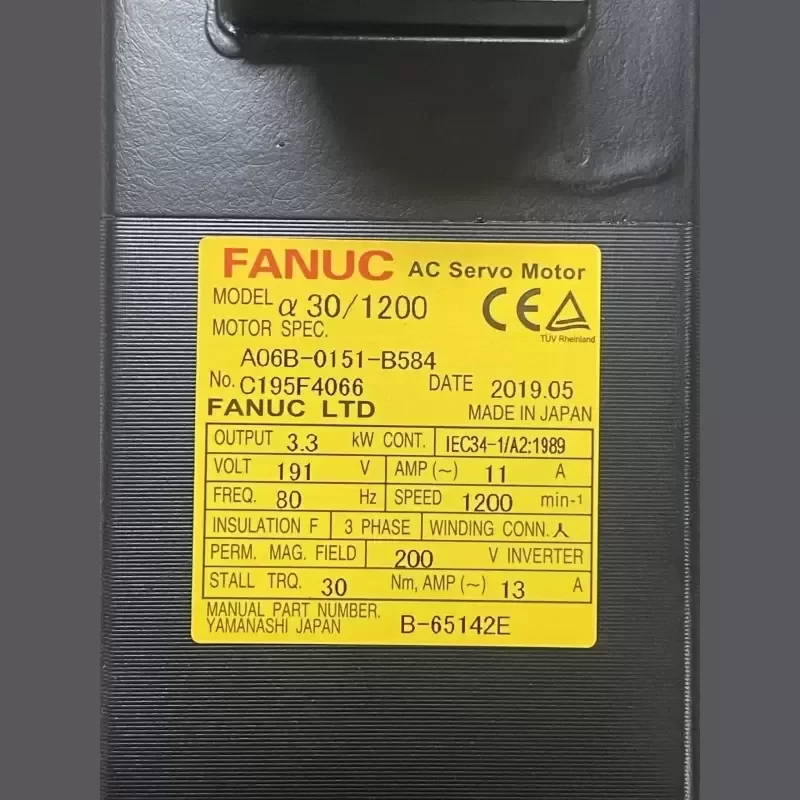 FANUC AC Servo Motor
MODEL α 30/1200
MOTOR SPEC.
A06B-0151-B584
TÜV Rheinland
No. C195F4066 DATE 2019.05
FANUC LTD MADE IN JAPAN
OUTPUT 3.3 kW CONT. IEC34-1/A2:1989
VOLT 191 V AMP (~) 11 A
FREQ. 80 Hz SPEED 1200 min-1
INSULATION F 3 PHASE WINDING CONN. 人
PERM. MAG. FIELD 200 V INVERTER
STALL TRQ. 30 Nm, AMP (~) 13 A
MANUAL PART NUMBER.
YAMANASHI JAPAN B-65142E